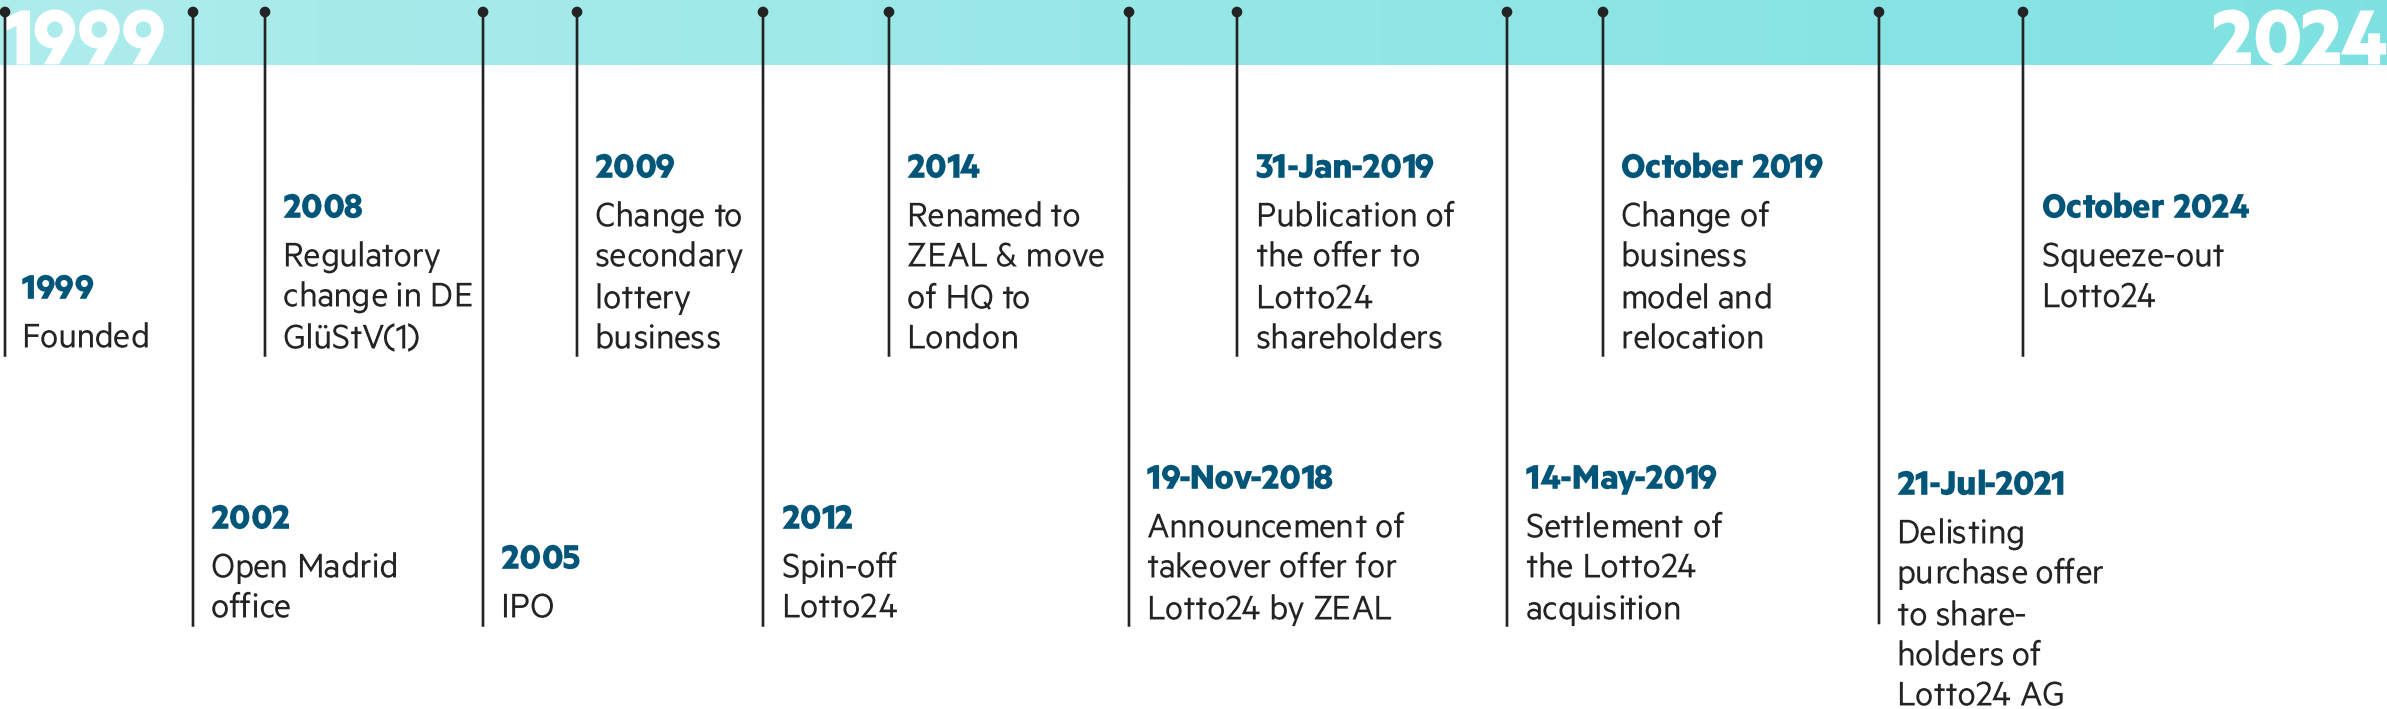 1999
2024
1999
Founded
2002
Open Madrid
office
2008
Regulatory
change in DE
GlüStV(1)
2005
IPO
2009
Change to
secondary
lottery
business
2012
Spin-off
Lotto24
2014
Renamed to
ZEAL & move
of HQ to
London
19-Nov-2018
Announcement of
takeover offer for
Lotto24 by ZEAL
31-Jan-2019
Publication of
the offer to
Lotto24
shareholders
14-May-2019
Settlement of
the Lotto24
acquisition
October 2019
Change of
business
model and
relocation
21-Jul-2021
Delisting
purchase offer
to share-
holders of
Lotto24 AG
October 2024
Squeeze-out
Lotto24